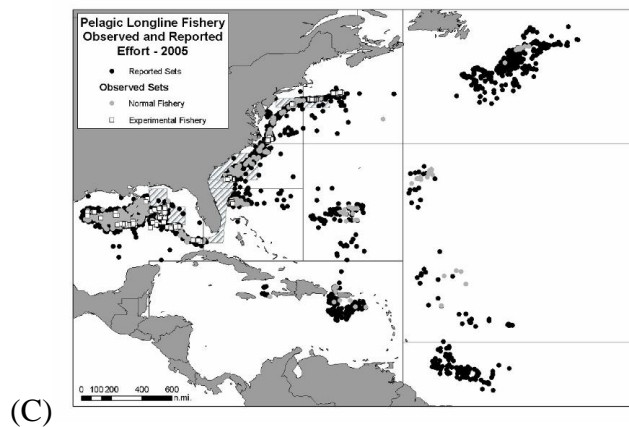 Pelagic Longline Fishery
Observed and Reported
Effort - 2005
Reported Sets
Observed Sets
Normal Fishery
Experimental Fishery
0 100 200 400 600
n.mi.
(C)